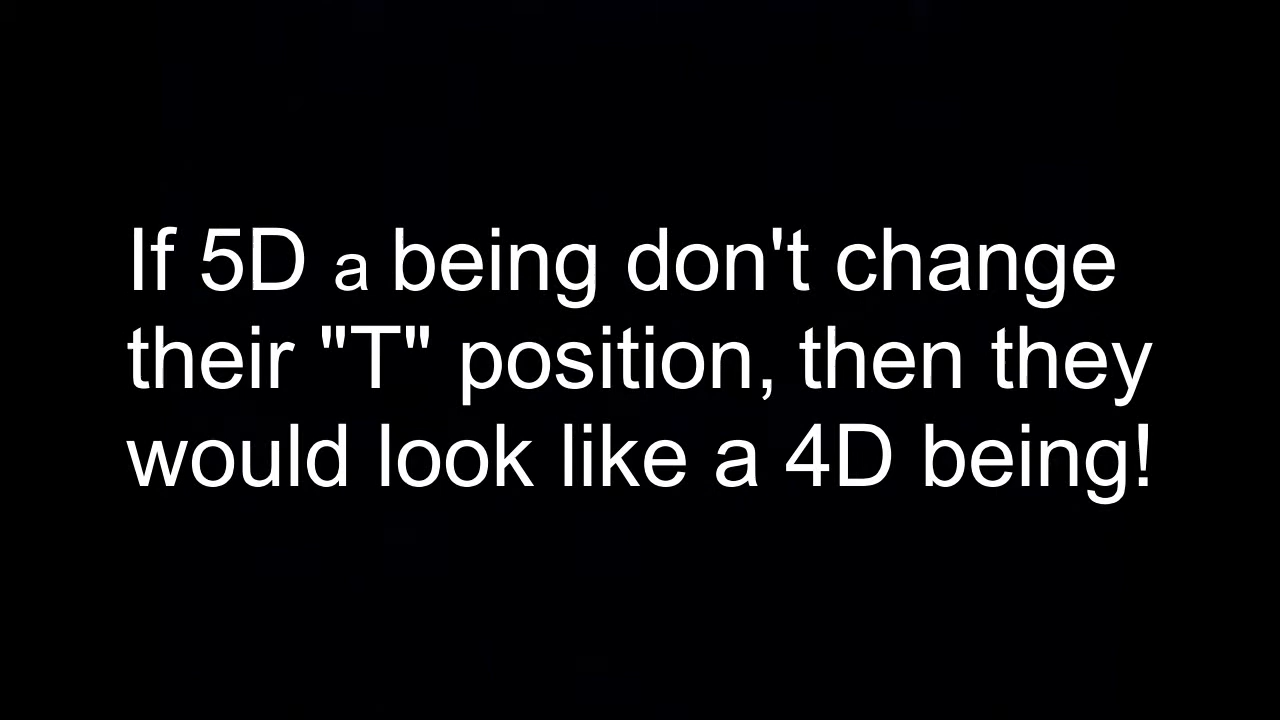 If 5D a being don't change
their "T" position, then they
would look like a 4D being!